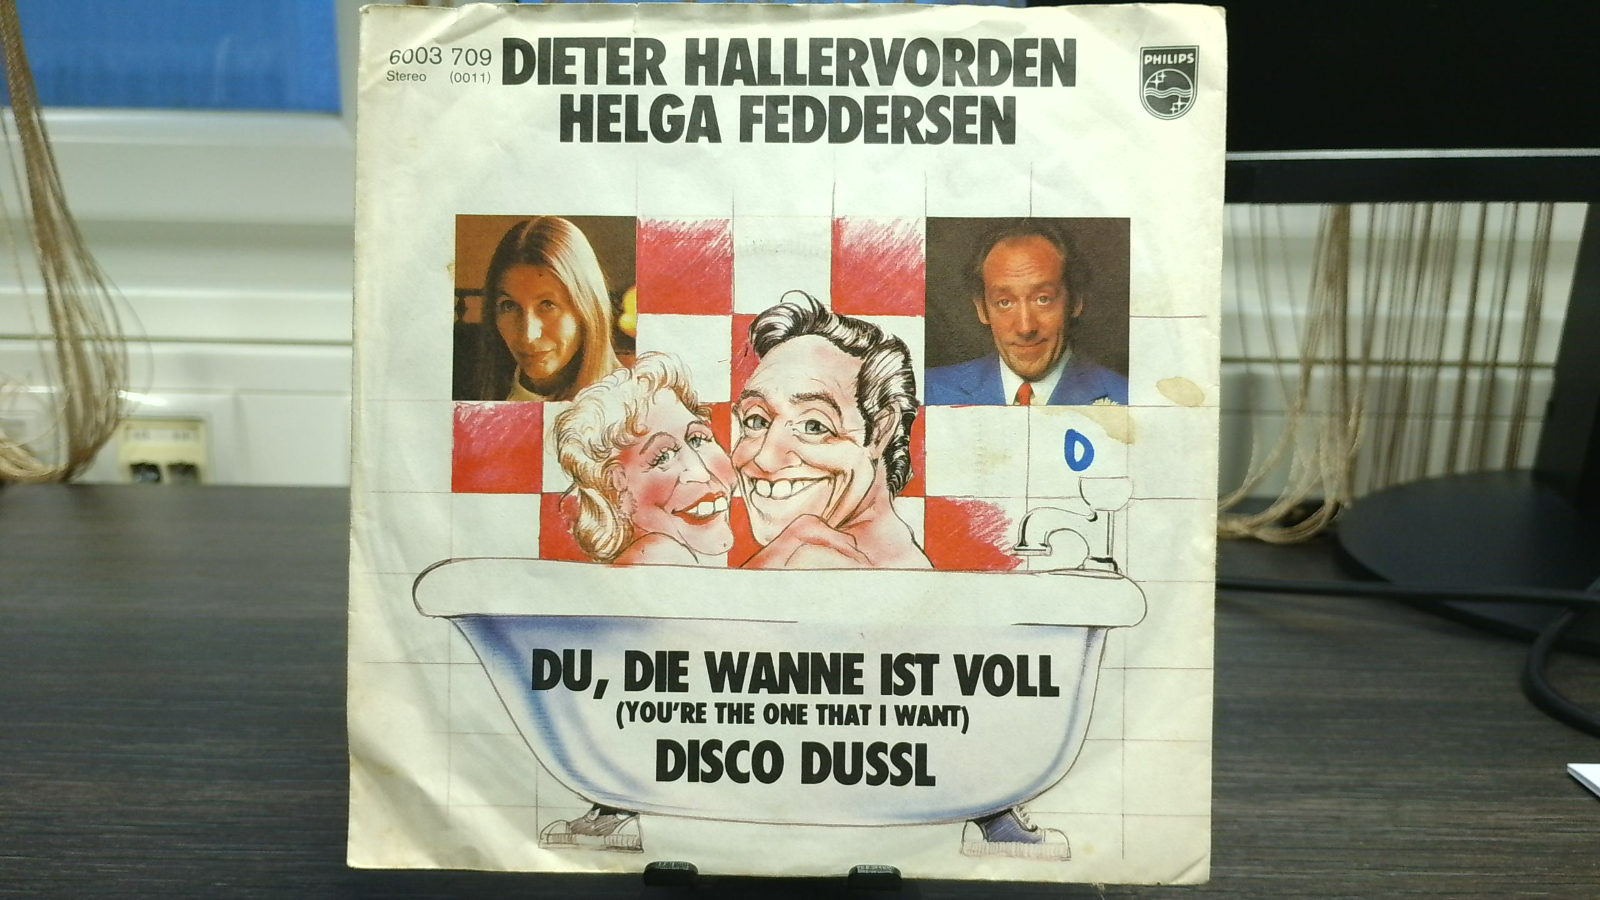 6003 709
Stereo (0011)
DIETER HALLERVORDEN
HELGA FEDDERSEN
PHILIPS
D
DU, DIE WANNE IST VOLL
(YOU'RE THE ONE THAT I WANT)
DISCO DUSSL